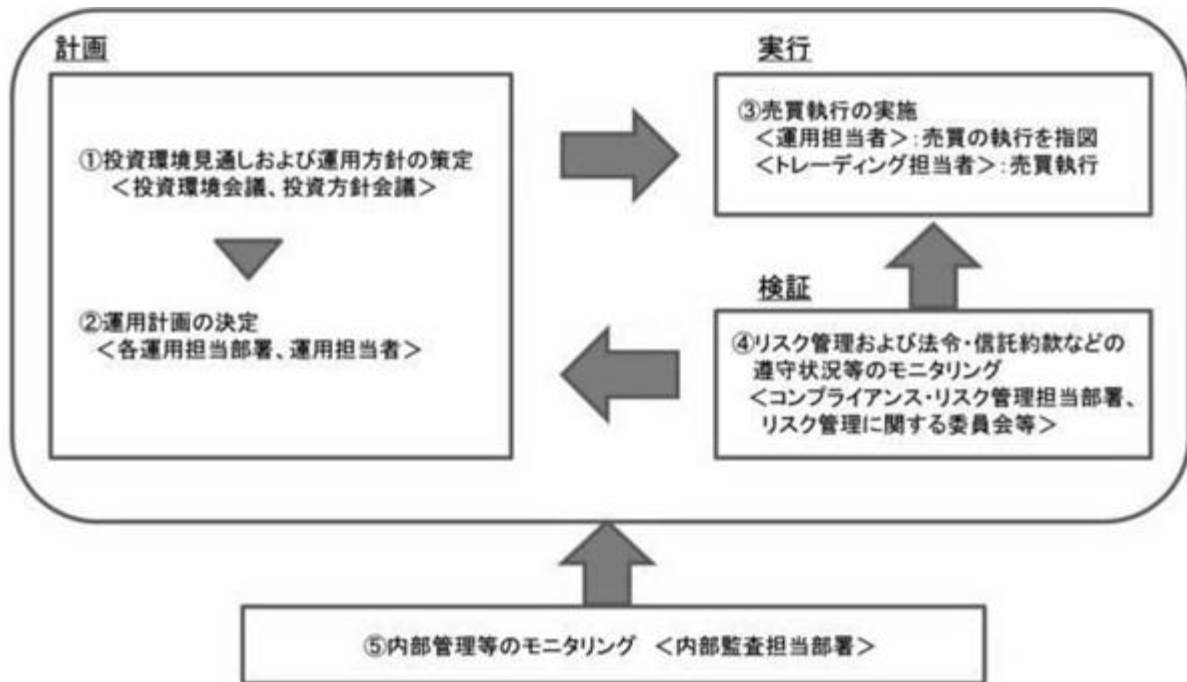 計画
①投資環境見通しおよび運用方針の策定
<投資環境会議、投資方針会議>
②運用計画の決定
<各運用担当部署、運用担当者>
実行
③売買執行の実施
<運用担当者>:売買の執行を指図
<トレーディング担当者>:売買執行
検証
④リスク管理および法令・信託約款などの
遵守状況等のモニタリング
<コンプライアンス・リスク管理担当部署、
リスク管理に関する委員会等>
⑤内部管理等のモニタリング <内部監査担当部署>